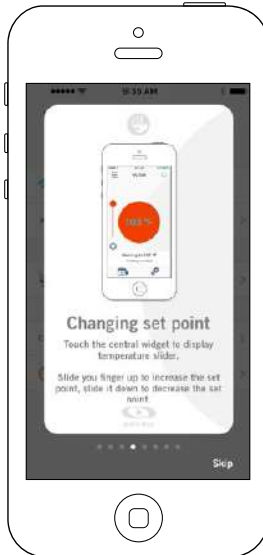 9:35 AM
Changing set point
Touch the central widget to display
temperature slider.
Slide you finger up to increase the set
point, slide it down to decrease the set
point
Skip